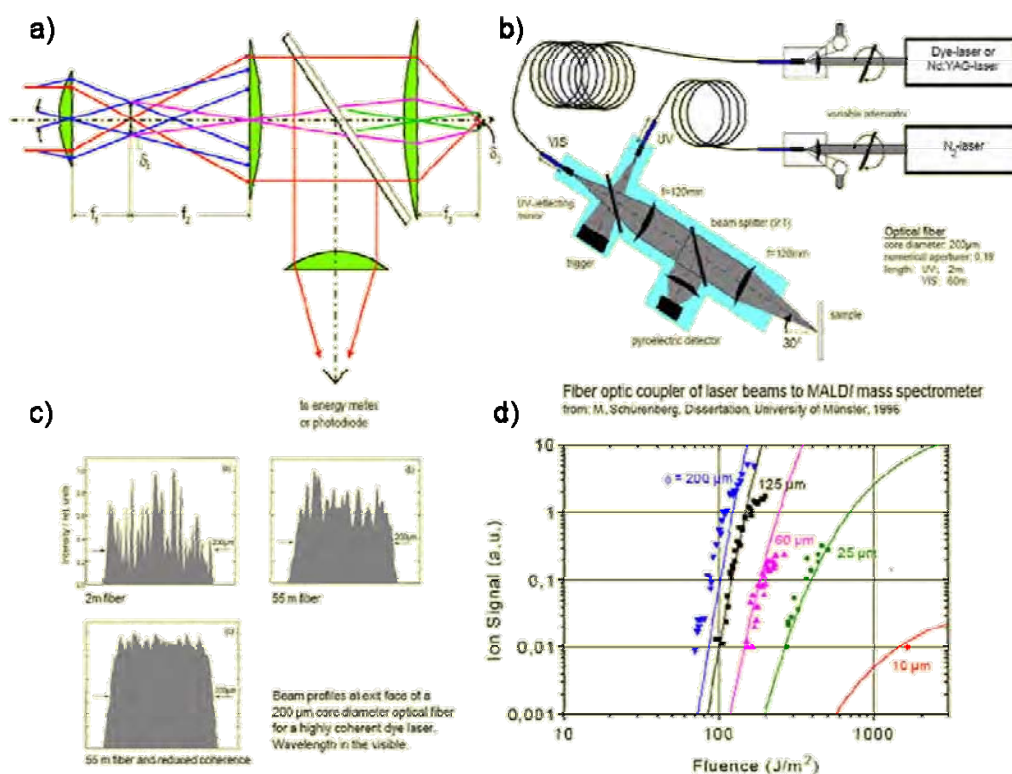 a)
δ₁
f₁
f₂
f₃
to energy meter
or photodiode
b)
Dye-laser or
Nd:YAG-laser
variable attenuator
N₂-laser
VIS
UV
UV-reflecting
mirror
f=120mm
beam splitter (9:1)
f=120mm
trigger
pyroelectric detector
30°
sample
Optical fiber
core diameter: 200µm
numerical aperture: 0,18
length: UV: 2m
VIS: 60m
Fiber optic coupler of laser beams to MALDI mass spectrometer
from: M. Schürenberg, Dissertation, University of Münster, 1996
c)
Intensity / rel. units
200µm
2m fiber
200µm
55 m fiber
200µm
55 m fiber and reduced coherence
Beam profiles at exit face of a
200 µm core diameter optical fiber
for a highly coherent dye laser.
Wavelength in the visible.
d)
Ion Signal (a.u.)
10
1
0,1
0,01
0,001
ϕ = 200 µm
125 µm
60 µm
25 µm
10 µm
10
100
1000
Fluence (J/m²)